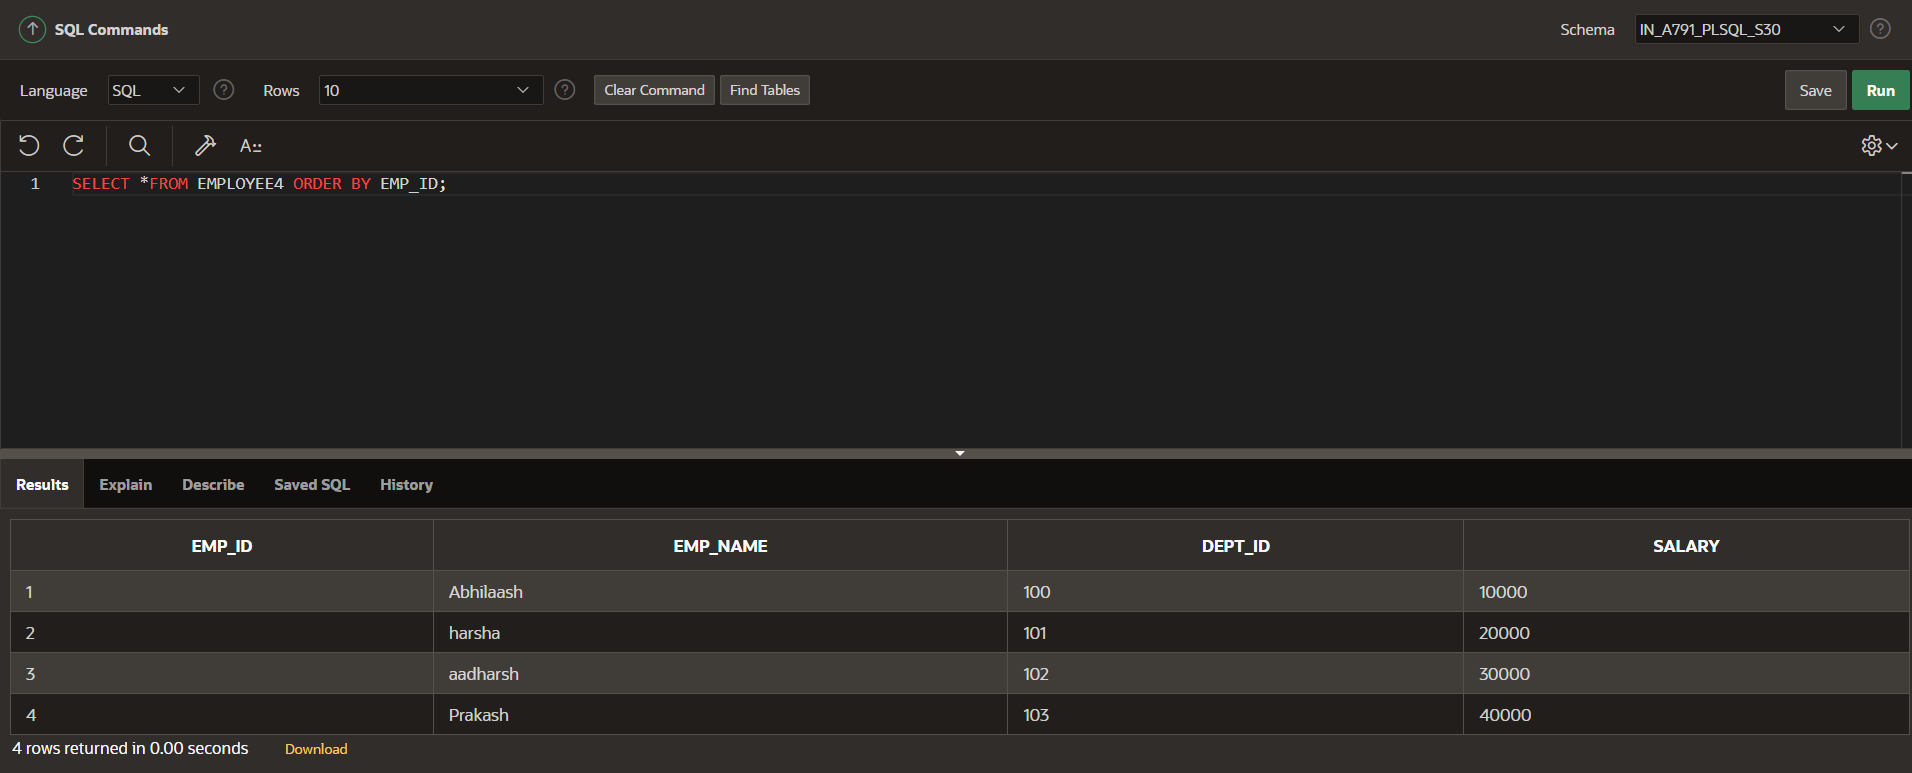 SQL Commands Schema IN_A791_PLSQL_S30 ?
Language SQL ? Rows 10 ? Clear Command Find Tables Save Run
A::
1 SELECT *FROM EMPLOYEE4 ORDER BY EMP_ID;
Results Explain Describe Saved SQL History
EMP_ID EMP_NAME DEPT_ID SALARY
1 Abhilaash 100 10000
2 harsha 101 20000
3 aadharsh 102 30000
4 Prakash 103 40000
4 rows returned in 0.00 seconds Download